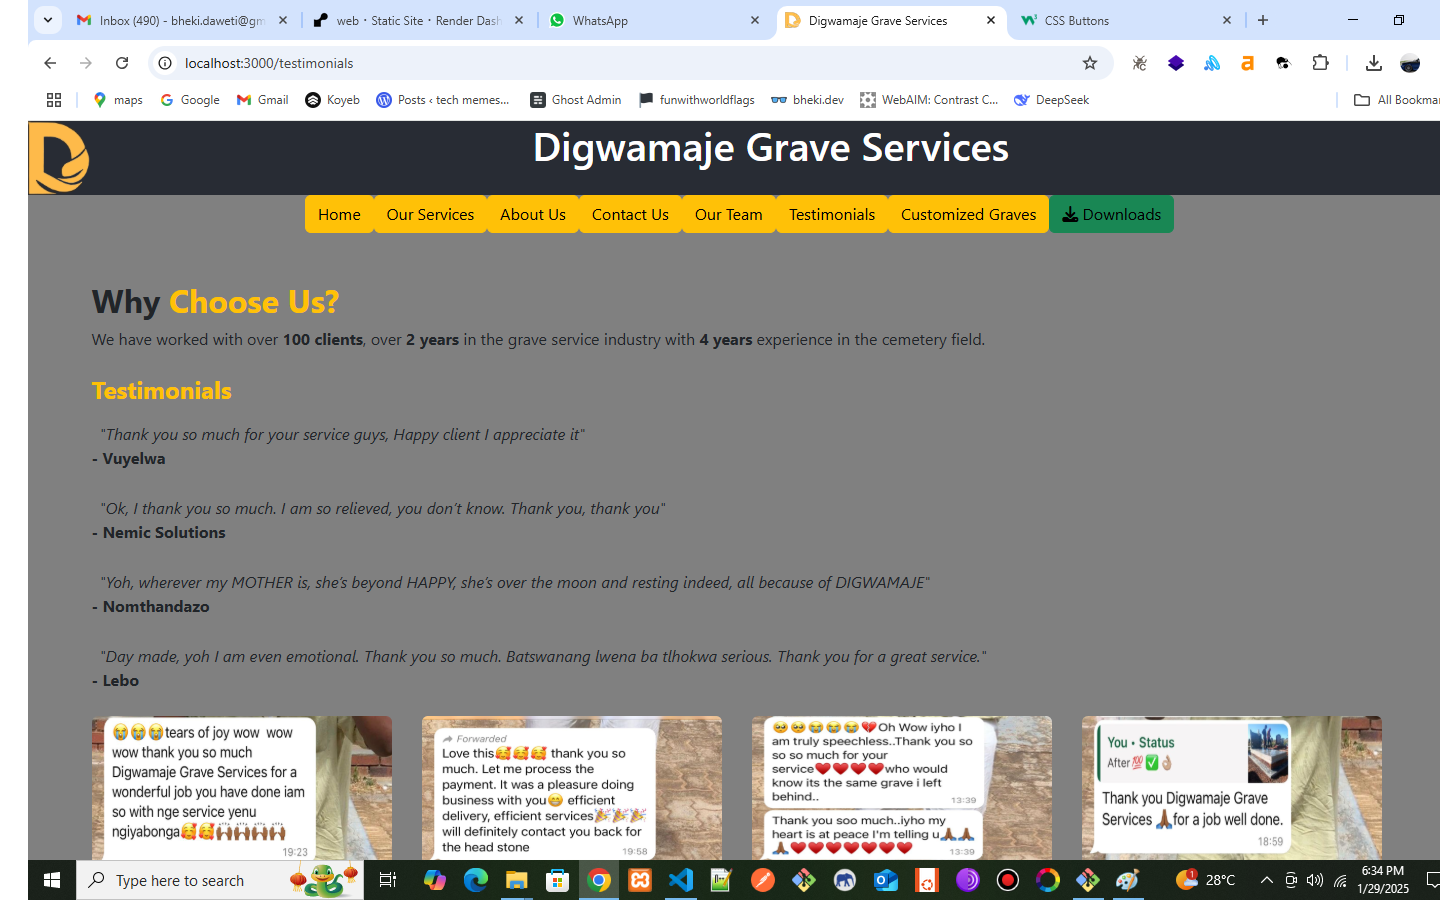 Inbox (490) - bheki.daweti@gm
web · Static Site · Render Dash
WhatsApp
Digwamaje Grave Services
CSS Buttons
localhost:3000/testimonials
maps
Google
Gmail
Koyeb
Posts ‹ tech memes...
Ghost Admin
funwithworldflags
bheki.dev
WebAIM: Contrast C...
DeepSeek
All Bookmar
Digwamaje Grave Services
Home
Our Services
About Us
Contact Us
Our Team
Testimonials
Customized Graves
Downloads
Why Choose Us?
We have worked with over 100 clients, over 2 years in the grave service industry with 4 years experience in the cemetery field.
Testimonials
"Thank you so much for your service guys, Happy client I appreciate it"
- Vuyelwa
"Ok, I thank you so much. I am so relieved, you don’t know. Thank you, thank you"
- Nemic Solutions
"Yoh, wherever my MOTHER is, she’s beyond HAPPY, she’s over the moon and resting indeed, all because of DIGWAMAJE"
- Nomthandazo
"Day made, yoh I am even emotional. Thank you so much. Batswanang lwena ba tlhokwa serious. Thank you for a great service."
- Lebo
😭😭😭tears of joy wow wow
wow thank you so much
Digwamaje Grave Services for a
wonderful job you have done iam
so with nge service yenu
ngiyabonga🥰🥰🙌🏾🙌🏾🙌🏾🙌🏾
19:23
Forwarded
Love this🥰🥰🥰 thank you so
much. Let me process the
payment. It was a pleasure doing
business with you😁 efficient
delivery, efficient services🎉🎉🎉
will definitely contact you back for
the head stone
19:58
🥺🥺😭😭😭💔Oh Wow iyho I
am truly speechless..Thank you so
so so much for your
service❤️❤️❤️❤️who would
know its the same grave i left
behind..
13:39
Thank you soo much..iyho my
heart is at peace I'm telling u🙏🏾🙏🏾
🙏🏾❤️❤️❤️❤️❤️❤️❤️
13:39
You • Status
After💯✅👌🏽
Thank you Digwamaje Grave
Services 🙏🏾for a job well done.
18:59
Type here to search
1
28°C
6:34 PM
1/29/2025